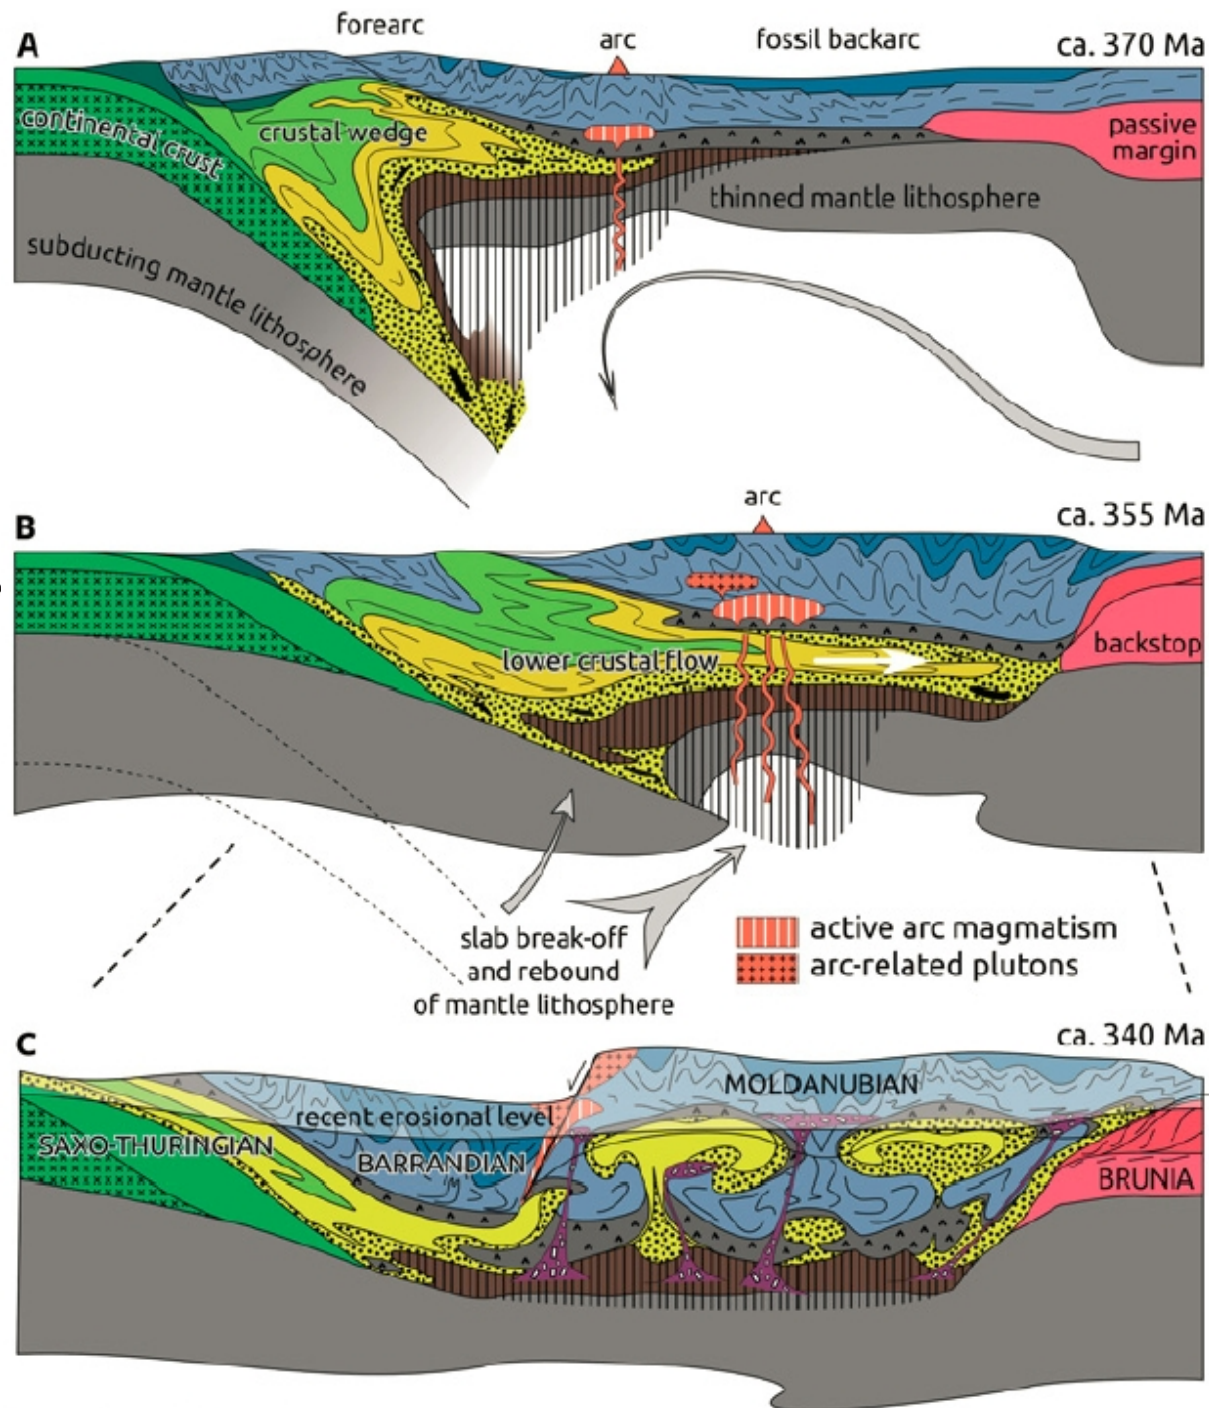 A
forearc
arc
fossil backarc
ca. 370 Ma
continental crust
crustal wedge
passive
margin
thinned mantle lithosphere
subducting mantle lithosphere
B
arc
ca. 355 Ma
lower crustal flow
backstop
slab break-off
and rebound
of mantle lithosphere
active arc magmatism
arc-related plutons
C
ca. 340 Ma
MOLDANUBIAN
recent erosional level
SAXO-THURINGIAN
BARRANDIAN
BRUNIA